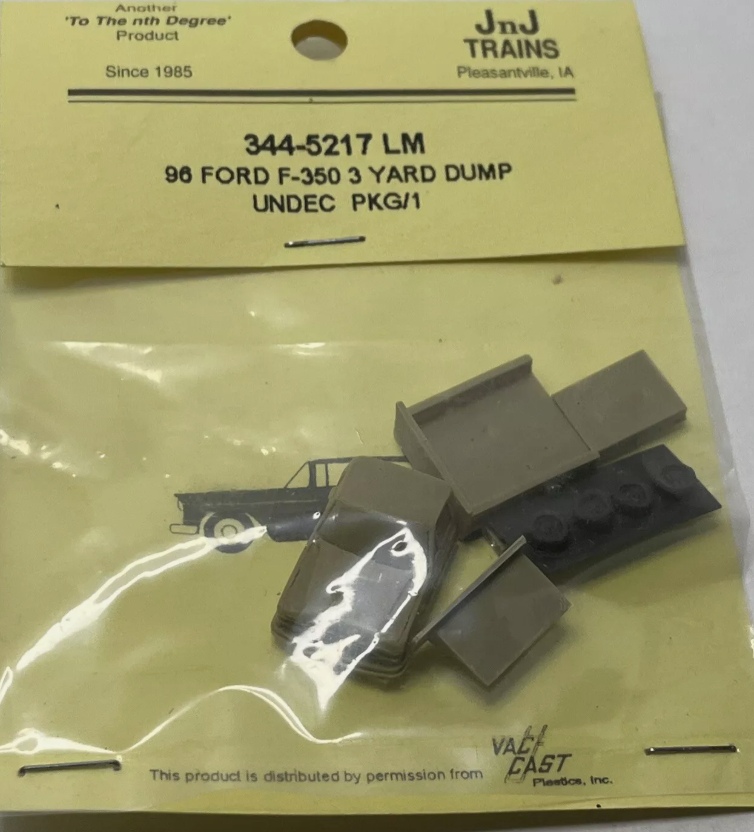 Another
'To The nth Degree'
Product
Since 1985
JnJ
TRAINS
Pleasantville, IA
344-5217 LM
96 FORD F-350 3 YARD DUMP
UNDEC PKG/1
This product is distributed by permission from
VAC
CAST
Plastics, Inc.